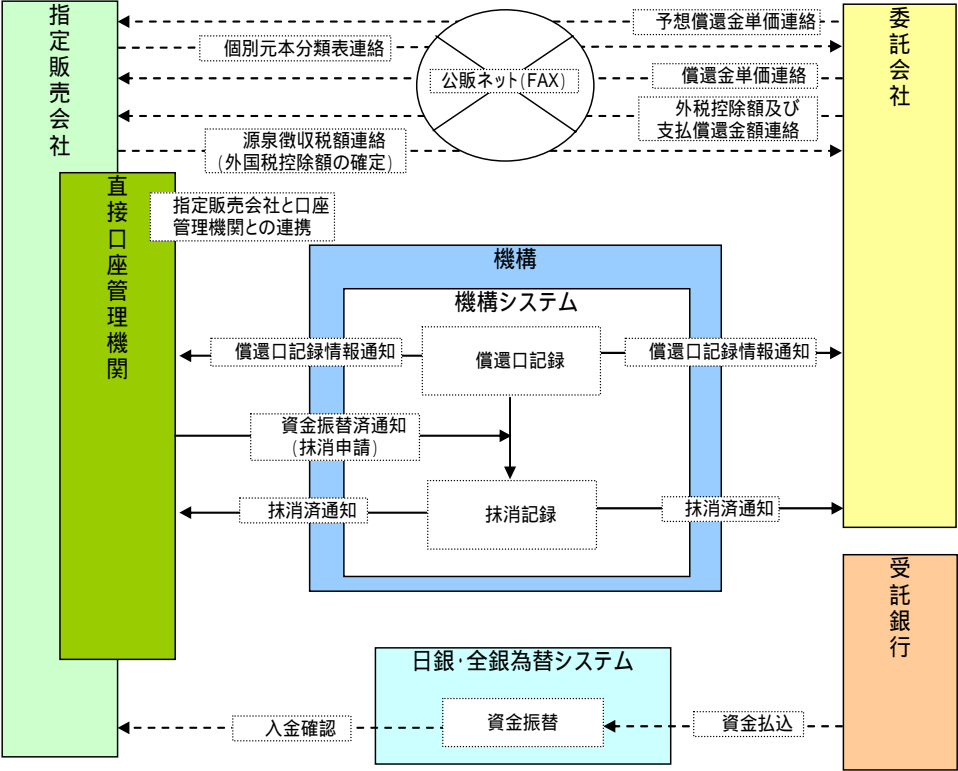 指定販売会社
委託会社
予想償還金単価連絡
個別元本分類表連絡
公販ネット(FAX)
償還金単価連絡
外税控除額及び
支払償還金額連絡
源泉徴収税額連絡
(外国税控除額の確定)
直接口座管理機関
指定販売会社と口座
管理機関との連携
機構
機構システム
償還口記録情報通知
償還口記録
償還口記録情報通知
資金振替済通知
(抹消申請)
抹消済通知
抹消記録
抹消済通知
受託銀行
日銀・全銀為替システム
入金確認
資金振替
資金払込